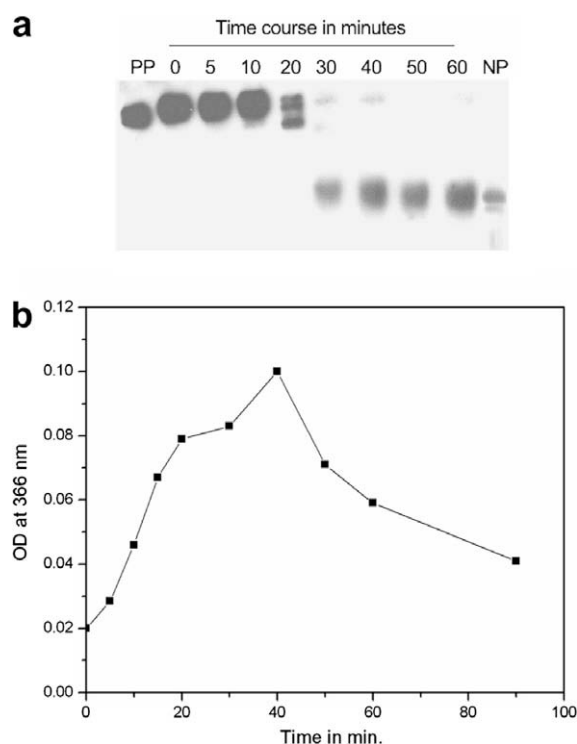 a
Time course in minutes
PP 0 5 10 20 30 40 50 60 NP
b
0.12
0.10
0.08
0.06
0.04
0.02
0.00
OD at 366 nm
0 20 40 60 80 100
Time in min.